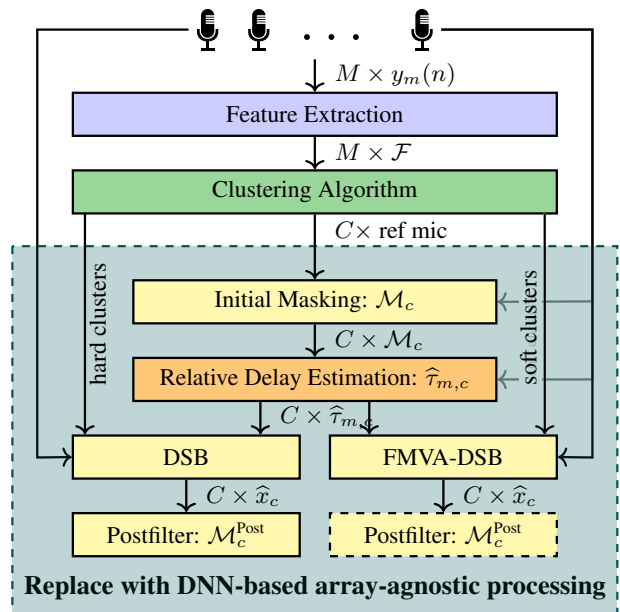 . . .
M × y_m(n)
Feature Extraction
M × ℱ
Clustering Algorithm
C× ref mic
hard clusters
soft clusters
Initial Masking: ℳ_c
C × ℳ_c
Relative Delay Estimation: τ̂_{m,c}
C × τ̂_{m,c}
DSB
FMVA-DSB
C × x̂_c
C × x̂_c
Postfilter: ℳ_c^Post
Postfilter: ℳ_c^Post
Replace with DNN-based array-agnostic processing